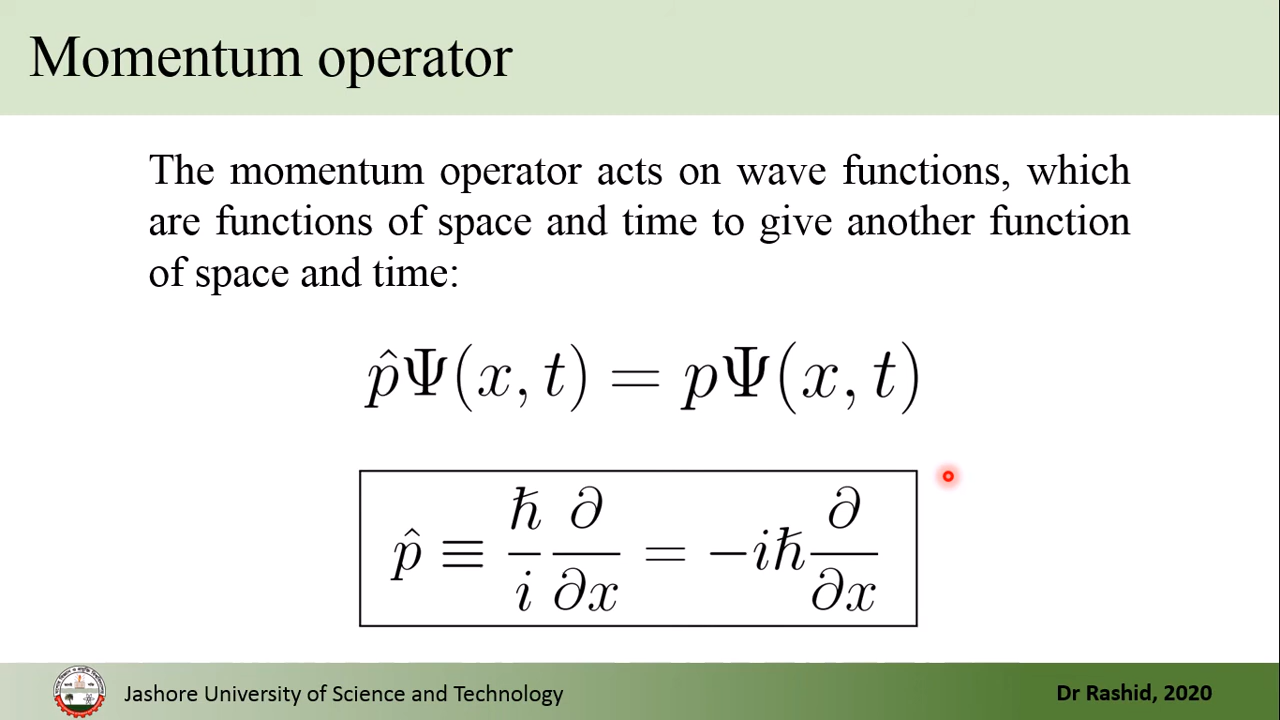 Momentum operator
The momentum operator acts on wave functions, which
are functions of space and time to give another function
of space and time:
p̂Ψ(x, t) = pΨ(x, t)
p̂ ≡ ħ/i ∂/∂x = −iħ ∂/∂x
Jashore University of Science and Technology
Dr Rashid, 2020